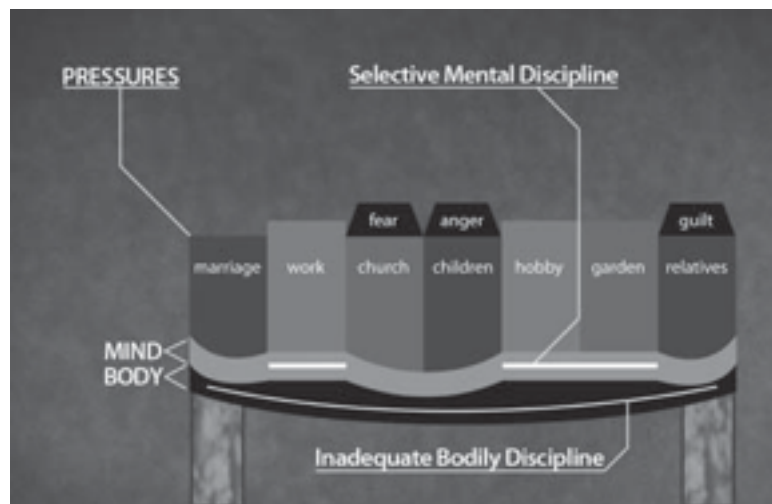 PRESSURES
Selective Mental Discipline
fear
anger
guilt
marriage
work
church
children
hobby
garden
relatives
MIND
BODY
Inadequate Bodily Discipline